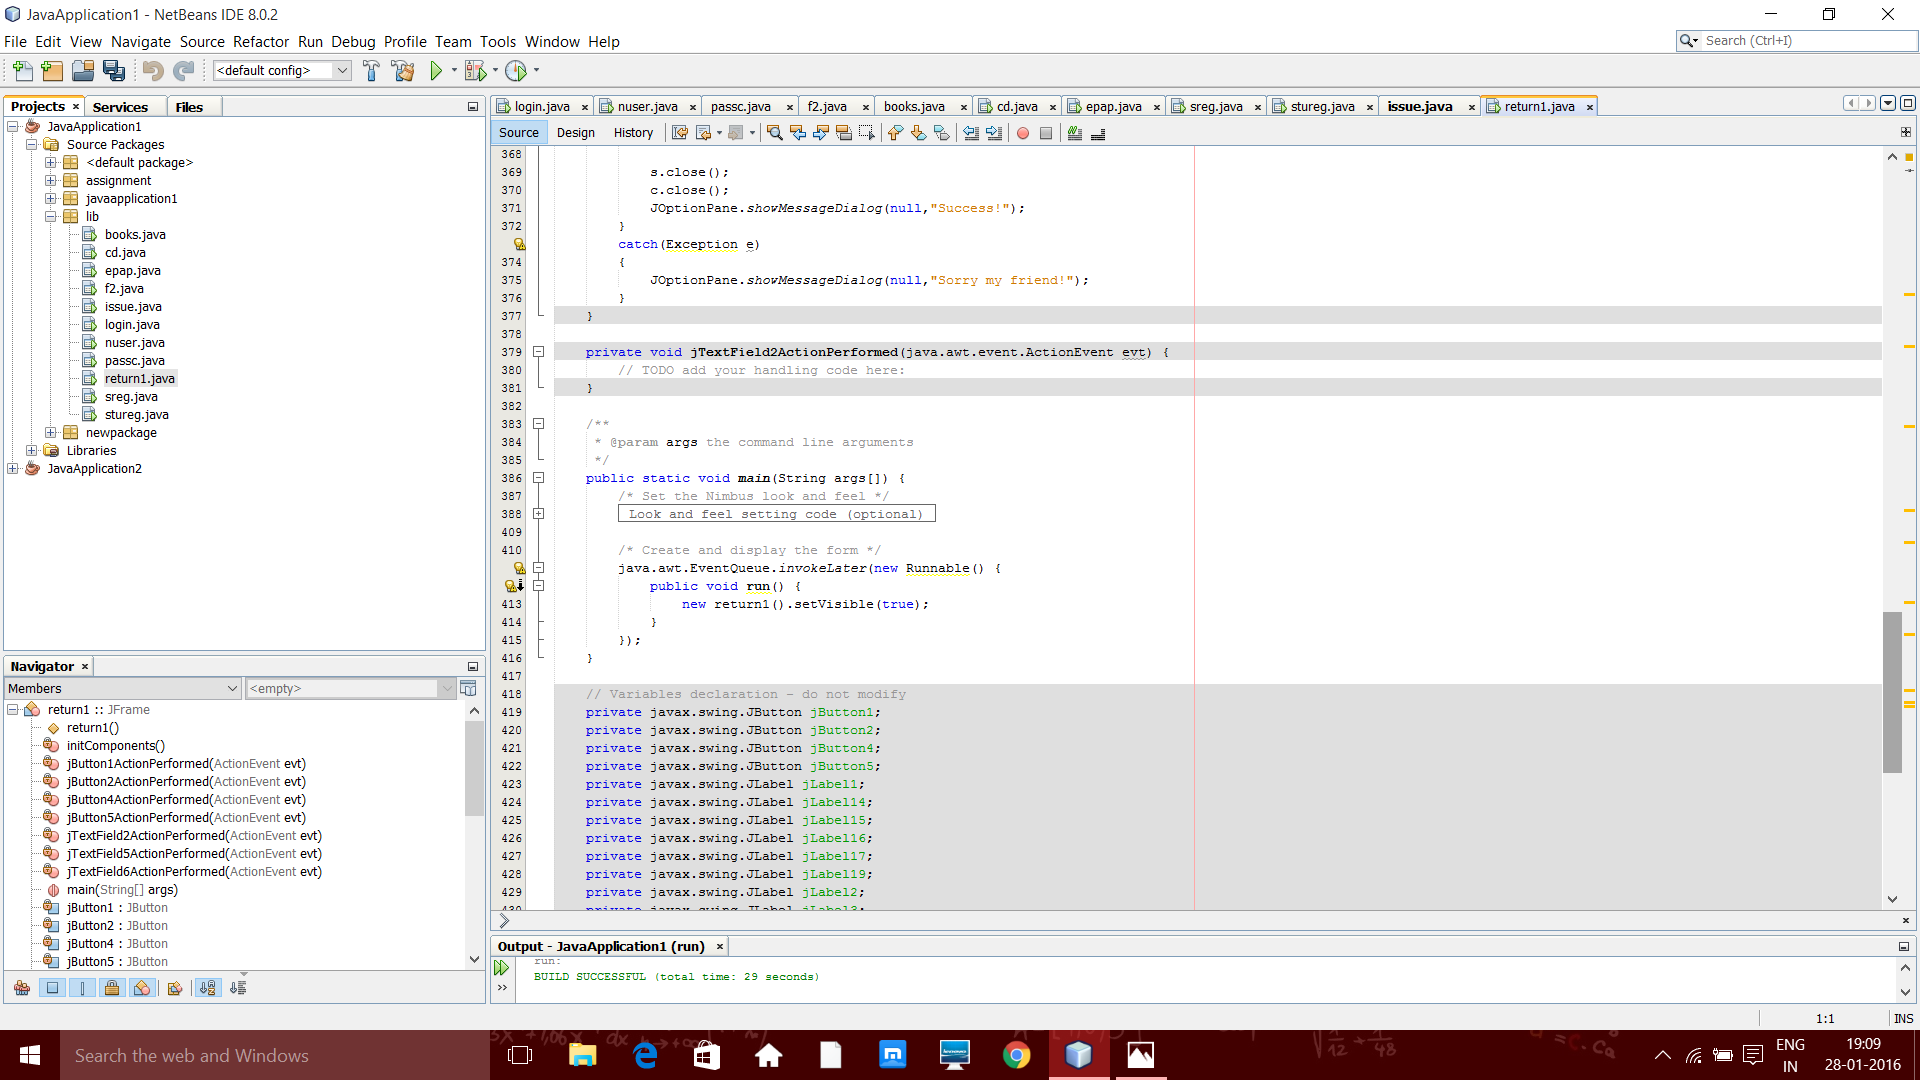 JavaApplication1 - NetBeans IDE 8.0.2
File Edit View Navigate Source Refactor Run Debug Profile Team Tools Window Help
Search (Ctrl+I)
<default config>
Projects Services Files
JavaApplication1
Source Packages
<default package>
assignment
javaapplication1
lib
books.java
cd.java
epap.java
f2.java
issue.java
login.java
nuser.java
passc.java
return1.java
sreg.java
stureg.java
newpackage
Libraries
JavaApplication2
Navigator
Members <empty>
return1 :: JFrame
return1()
initComponents()
jButton1ActionPerformed(ActionEvent evt)
jButton2ActionPerformed(ActionEvent evt)
jButton4ActionPerformed(ActionEvent evt)
jButton5ActionPerformed(ActionEvent evt)
jTextField2ActionPerformed(ActionEvent evt)
jTextField5ActionPerformed(ActionEvent evt)
jTextField6ActionPerformed(ActionEvent evt)
main(String[] args)
jButton1 : JButton
jButton2 : JButton
jButton4 : JButton
jButton5 : JButton
login.java nuser.java passc.java f2.java books.java cd.java epap.java sreg.java stureg.java issue.java return1.java
Source Design History
368
369 s.close();
370 c.close();
371 JOptionPane.showMessageDialog(null,"Success!");
372 }
catch(Exception e)
374 {
375 JOptionPane.showMessageDialog(null,"Sorry my friend!");
376 }
377 }
378
379 private void jTextField2ActionPerformed(java.awt.event.ActionEvent evt) {
380 // TODO add your handling code here:
381 }
382
383 /**
384 * @param args the command line arguments
385 */
386 public static void main(String args[]) {
387 /* Set the Nimbus look and feel */
388 Look and feel setting code (optional)
409
410 /* Create and display the form */
java.awt.EventQueue.invokeLater(new Runnable() {
public void run() {
413 new return1().setVisible(true);
414 }
415 });
416 }
417
418 // Variables declaration - do not modify
419 private javax.swing.JButton jButton1;
420 private javax.swing.JButton jButton2;
421 private javax.swing.JButton jButton4;
422 private javax.swing.JButton jButton5;
423 private javax.swing.JLabel jLabel1;
424 private javax.swing.JLabel jLabel14;
425 private javax.swing.JLabel jLabel15;
426 private javax.swing.JLabel jLabel16;
427 private javax.swing.JLabel jLabel17;
428 private javax.swing.JLabel jLabel19;
429 private javax.swing.JLabel jLabel2;
Output - JavaApplication1 (run)
run:
BUILD SUCCESSFUL (total time: 29 seconds)
1:1 INS
Search the web and Windows
ENG
IN
19:09
28-01-2016